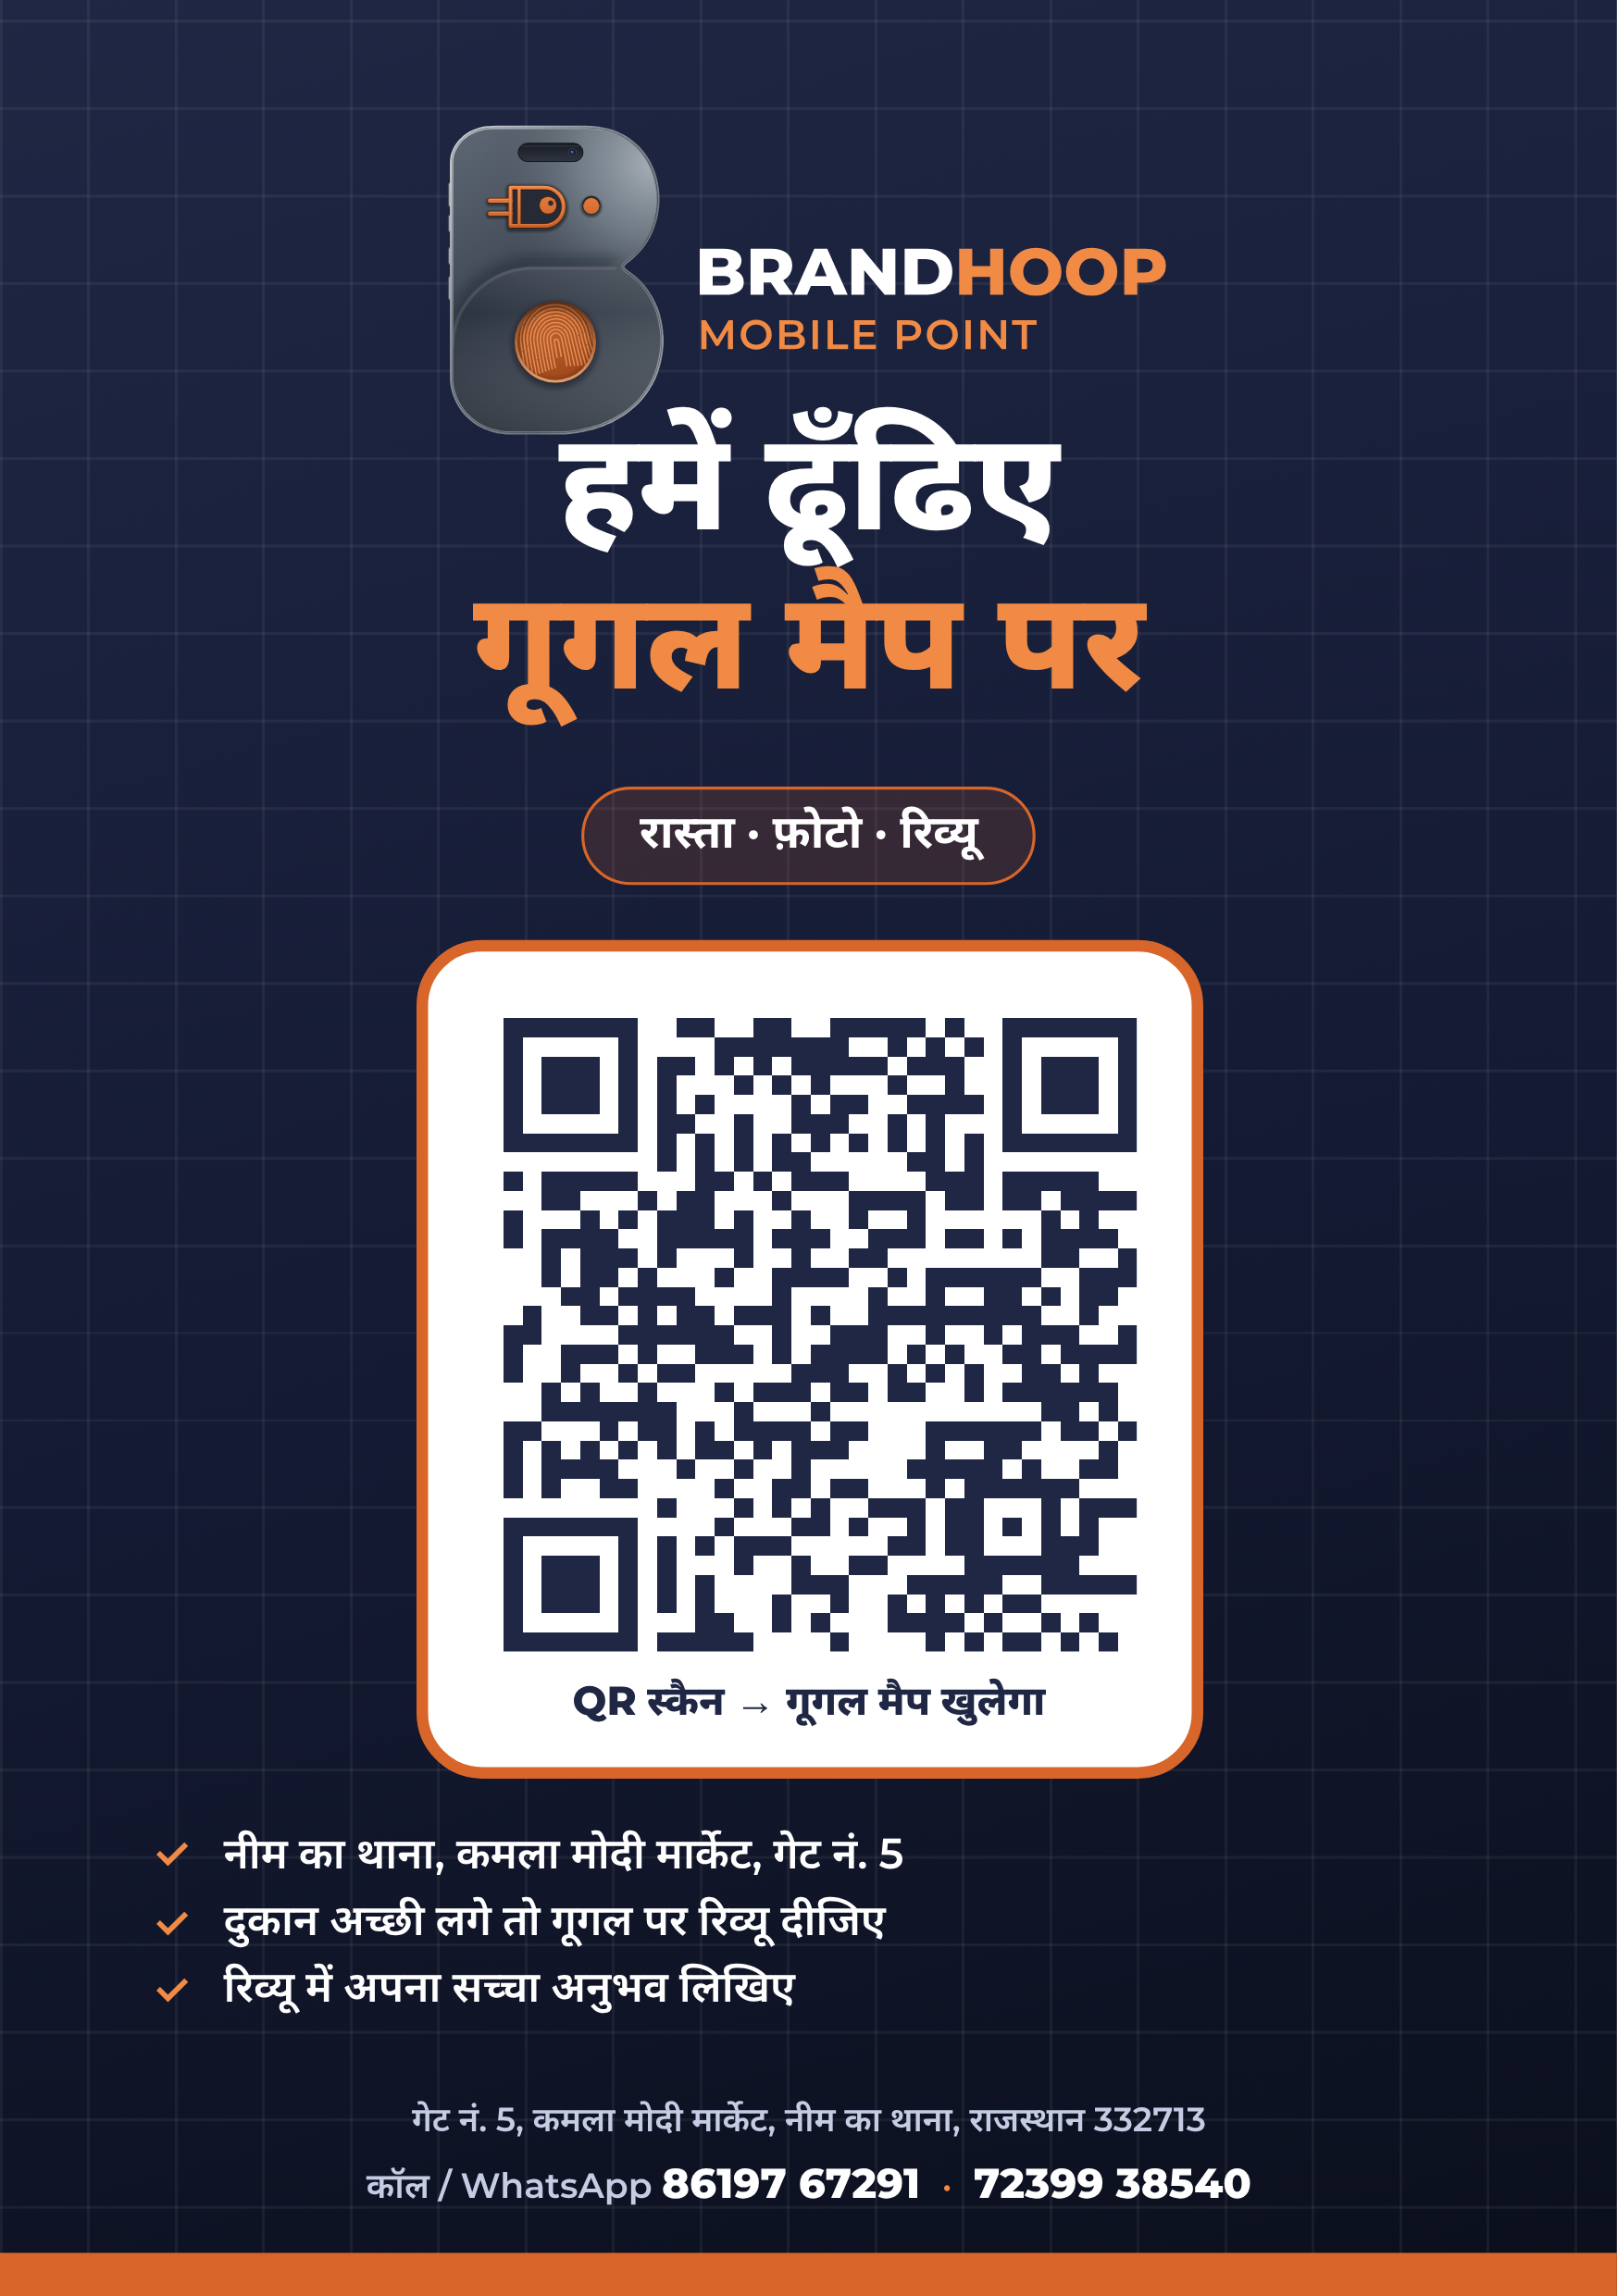 BRANDHOOP
MOBILE POINT
हमें ढूँढिए
गूगल मैप पर
रास्ता · फ़ोटो · रिव्यू
QR स्कैन → गूगल मैप खुलेगा
नीम का थाना, कमला मोदी मार्केट, गेट नं. 5
दुकान अच्छी लगे तो गूगल पर रिव्यू दीजिए
रिव्यू में अपना सच्चा अनुभव लिखिए
गेट नं. 5, कमला मोदी मार्केट, नीम का थाना, राजस्थान 332713
कॉल / WhatsApp 86197 67291 · 72399 38540